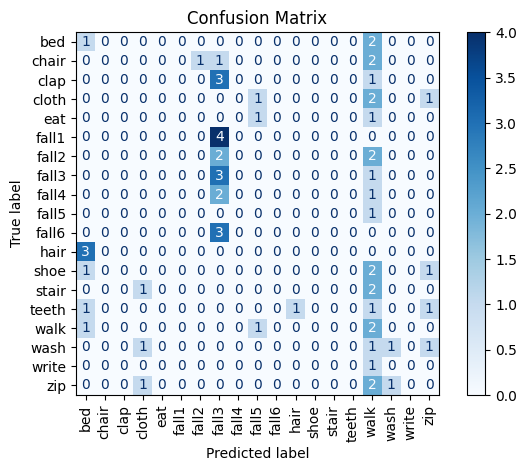 Confusion Matrix
bed 1 0 0 0 0 0 0 0 0 0 0 0 0 0 0 2 0 0 0
chair 0 0 0 0 0 0 1 1 0 0 0 0 0 0 0 2 0 0 0
clap 0 0 0 0 0 0 0 3 0 0 0 0 0 0 0 1 0 0 0
cloth 0 0 0 0 0 0 0 0 0 1 0 0 0 0 0 2 0 0 1
eat 0 0 0 0 0 0 0 0 0 1 0 0 0 0 0 1 0 0 0
fall1 0 0 0 0 0 0 0 4 0 0 0 0 0 0 0 0 0 0 0
fall2 0 0 0 0 0 0 0 2 0 0 0 0 0 0 0 2 0 0 0
fall3 0 0 0 0 0 0 0 3 0 0 0 0 0 0 0 1 0 0 0
fall4 0 0 0 0 0 0 0 2 0 0 0 0 0 0 0 1 0 0 0
fall5 0 0 0 0 0 0 0 0 0 0 0 0 0 0 0 1 0 0 0
fall6 0 0 0 0 0 0 0 3 0 0 0 0 0 0 0 0 0 0 0
hair 3 0 0 0 0 0 0 0 0 0 0 0 0 0 0 0 0 0 0
shoe 1 0 0 0 0 0 0 0 0 0 0 0 0 0 0 2 0 0 1
stair 0 0 0 1 0 0 0 0 0 0 0 0 0 0 0 2 0 0 0
teeth 1 0 0 0 0 0 0 0 0 0 0 1 0 0 0 1 0 0 1
walk 1 0 0 0 0 0 0 0 0 1 0 0 0 0 0 2 0 0 0
wash 0 0 0 1 0 0 0 0 0 0 0 0 0 0 0 1 1 0 1
write 0 0 0 0 0 0 0 0 0 0 0 0 0 0 0 1 0 0 0
zip 0 0 0 1 0 0 0 0 0 0 0 0 0 0 0 2 1 0 0
True label
bed chair clap cloth eat fall1 fall2 fall3 fall4 fall5 fall6 hair shoe stair teeth walk wash write zip
Predicted label
4.0
3.5
3.0
2.5
2.0
1.5
1.0
0.5
0.0